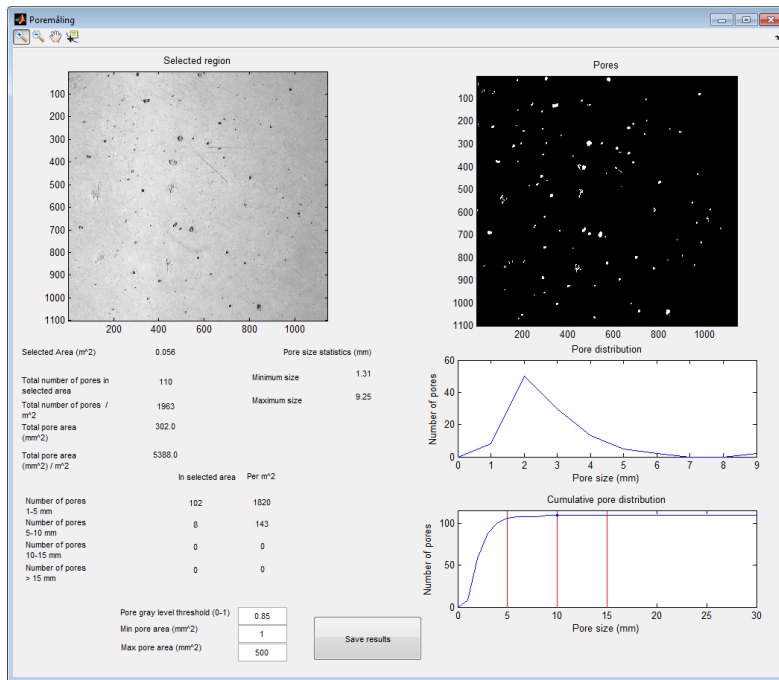 Poremåling
Selected region
100
200
300
400
500
600
700
800
900
1000
1100
200 400 600 800 1000
Pores
100
200
300
400
500
600
700
800
900
1000
1100
200 400 600 800 1000
Selected Area (m^2) 0.056
Total number of pores in
selected area 110
Total number of pores /
m^2 1963
Total pore area
(mm^2) 302.0
Total pore area
(mm^2) / m^2 5388.0
Pore size statistics (mm)
Minimum size 1.31
Maximum size 9.25
In selected area Per m^2
Number of pores
1-5 mm 102 1820
Number of pores
5-10 mm 8 143
Number of pores
10-15 mm 0 0
Number of pores
> 15 mm 0 0
Pore distribution
Number of pores
60
40
20
0
0 1 2 3 4 5 6 7 8 9
Pore size (mm)
Cumulative pore distribution
Number of pores
100
50
0
0 5 10 15 20 25 30
Pore size (mm)
Pore gray level threshold (0-1) 0.85
Min pore area (mm^2) 1
Max pore area (mm^2) 500
Save results